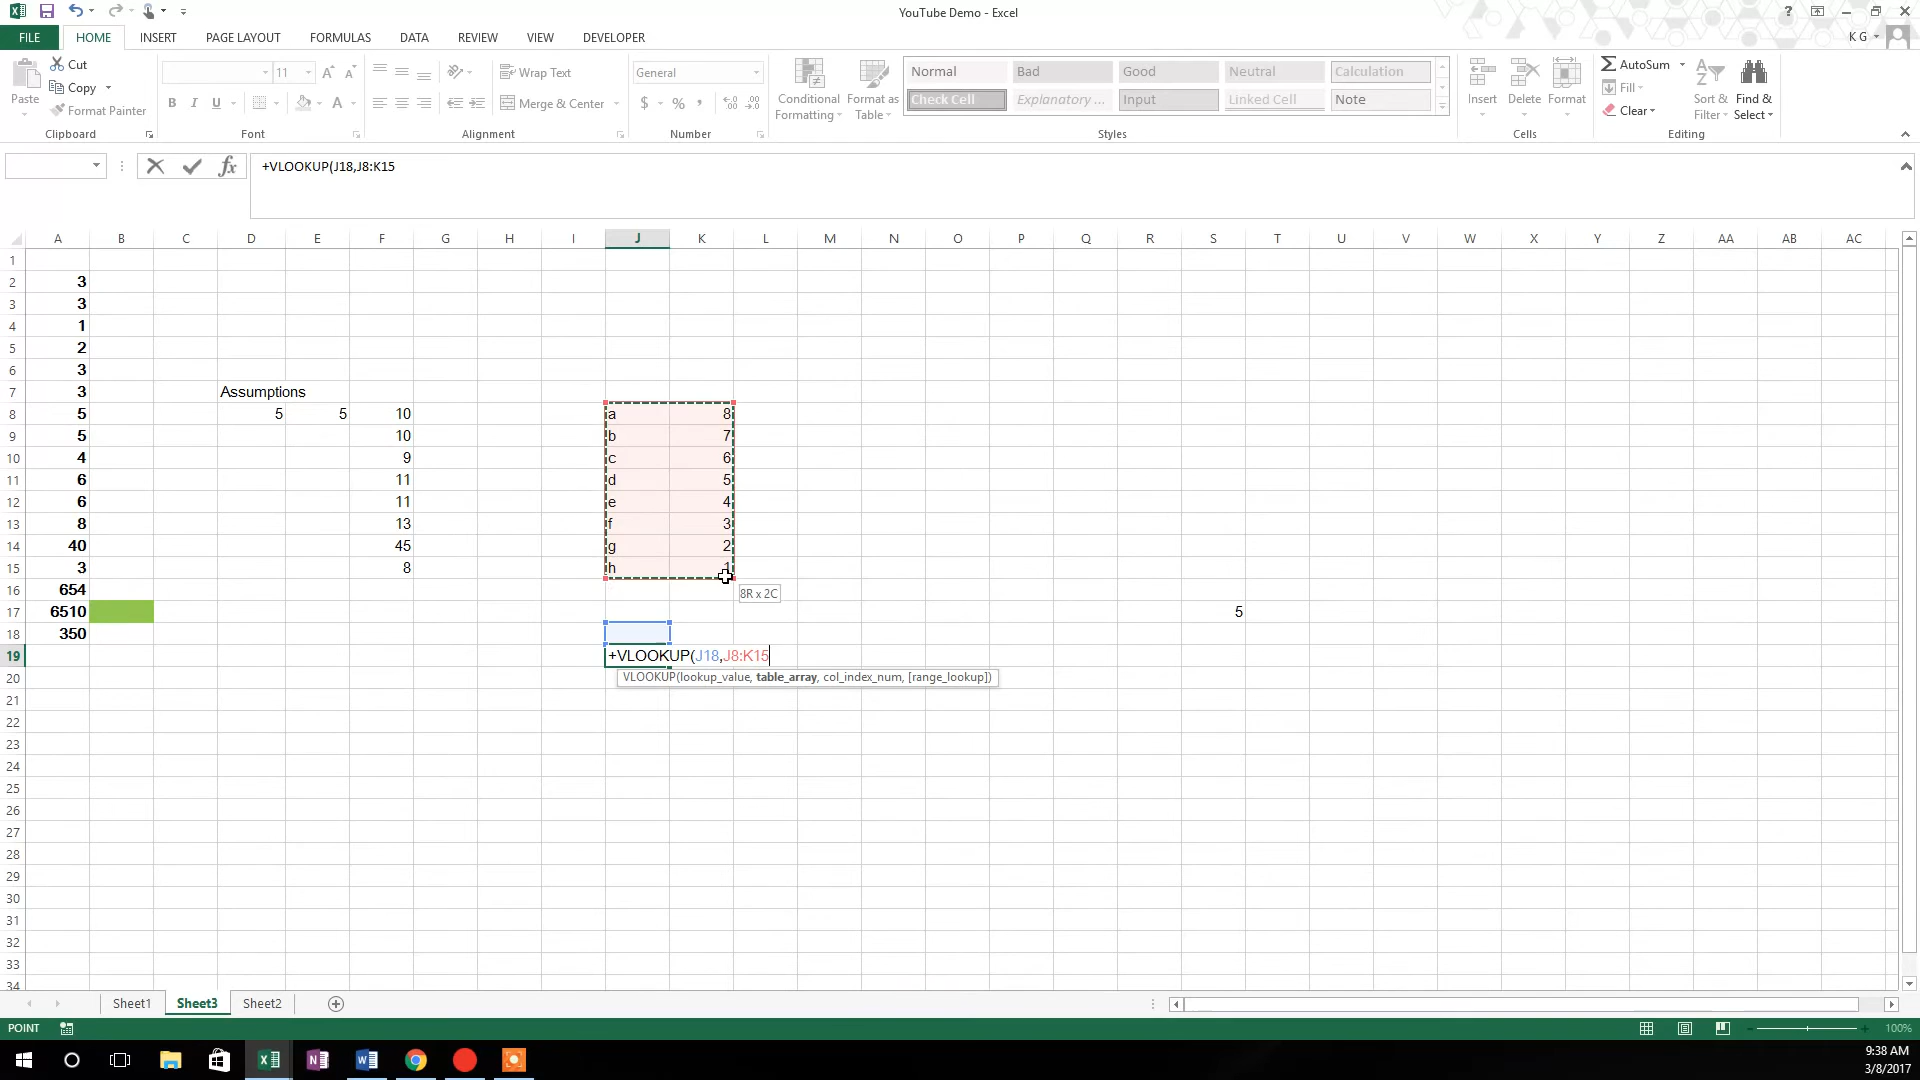 YouTube Demo - Excel
K G
FILE HOME INSERT PAGE LAYOUT FORMULAS DATA REVIEW VIEW DEVELOPER
Paste
Cut
Copy
Format Painter
Clipboard
11
B I U
Font
Wrap Text
Merge & Center
Alignment
General
$ % ,
Number
Conditional Formatting
Format as Table
Normal Bad Good Neutral Calculation
Check Cell Explanatory ... Input Linked Cell Note
Styles
Insert Delete Format
Cells
AutoSum
Fill
Clear
Sort & Filter
Find & Select
Editing
+VLOOKUP(J18,J8:K15
A B C D E F G H I J K L M N O P Q R S T U V W X Y Z AA AB AC
1
2 3
3 3
4 1
5 2
6 3
7 3 Assumptions
8 5 5 5 10 a 8
9 5 10 b 7
10 4 9 c 6
11 6 11 d 5
12 6 11 e 4
13 8 13 f 3
14 40 45 g 2
15 3 8 h 1
16 654 8R x 2C
17 6510 5
18 350
19 +VLOOKUP(J18,J8:K15
20 VLOOKUP(lookup_value, table_array, col_index_num, [range_lookup])
21
22
23
24
25
26
27
28
29
30
31
32
33
34
Sheet1 Sheet3 Sheet2
POINT
100%
9:38 AM
3/8/2017